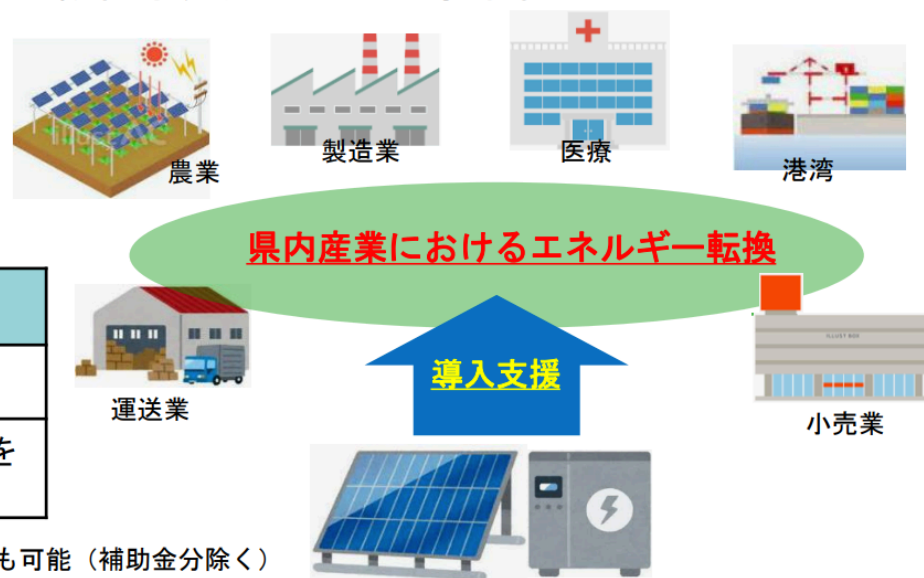 農業
製造業
医療
港湾
県内産業におけるエネルギー転換
導入支援
運送業
ILLUST BOX
小売業
を
も可能（補助金分除く）